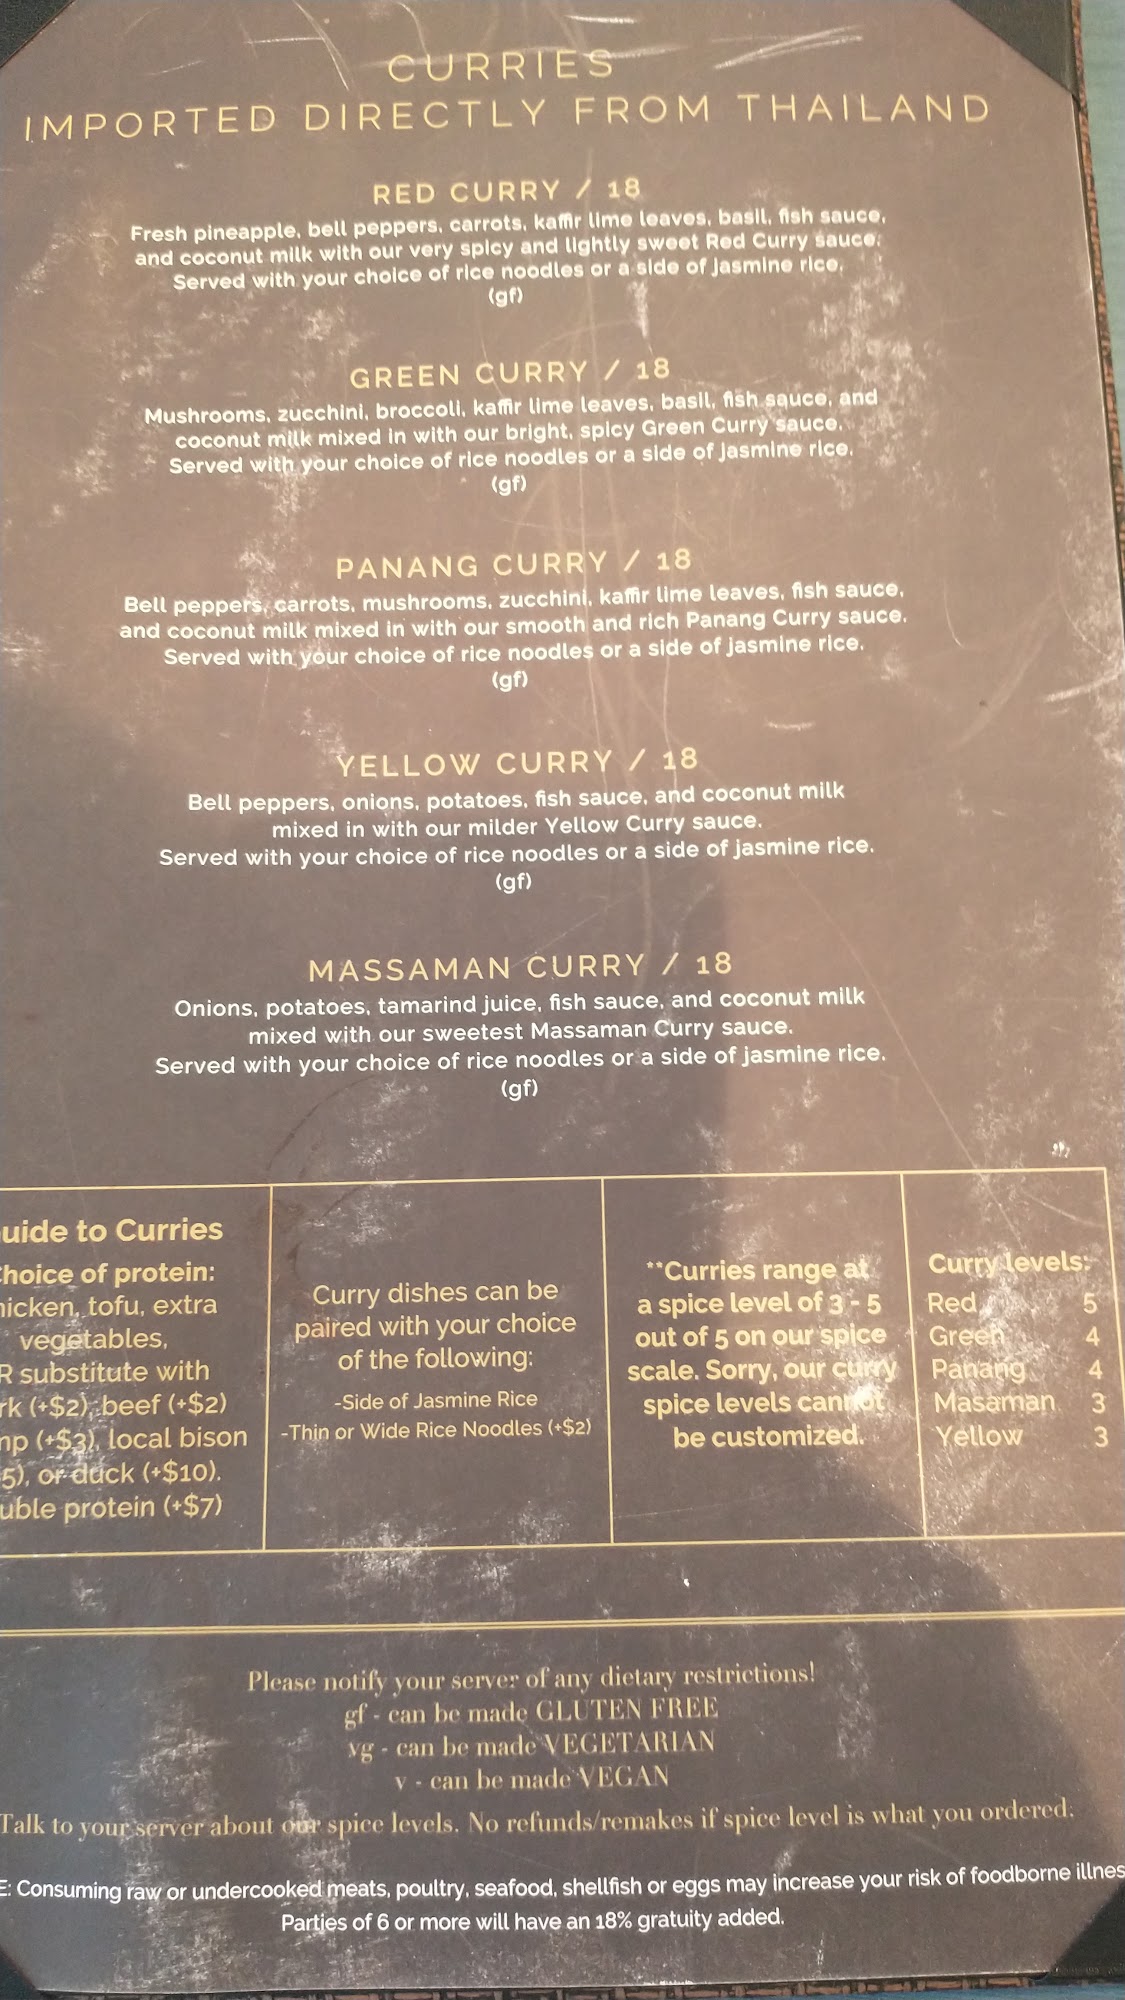 CURRIES
IMPORTED DIRECTLY FROM THAILAND
RED CURRY / 18
Fresh pineapple, bell peppers, carrots, kaffir lime leaves, basil, fish sauce,
and coconut milk with our very spicy and lightly sweet Red Curry sauce.
Served with your choice of rice noodles or a side of jasmine rice.
(gf)
GREEN CURRY / 18
Mushrooms, zucchini, broccoli, kaffir lime leaves, basil, fish sauce, and
coconut milk mixed in with our bright, spicy Green Curry sauce.
Served with your choice of rice noodles or a side of jasmine rice.
(gf)
PANANG CURRY / 18
Bell peppers, carrots, mushrooms, zucchini, kaffir lime leaves, fish sauce,
and coconut milk mixed in with our smooth and rich Panang Curry sauce.
Served with your choice of rice noodles or a side of jasmine rice.
(gf)
YELLOW CURRY / 18
Bell peppers, onions, potatoes, fish sauce, and coconut milk
mixed in with our milder Yellow Curry sauce.
Served with your choice of rice noodles or a side of jasmine rice.
(gf)
MASSAMAN CURRY / 18
Onions, potatoes, tamarind juice, fish sauce, and coconut milk
mixed with our sweetest Massaman Curry sauce.
Served with your choice of rice noodles or a side of jasmine rice.
(gf)
uide to Curries
hoice of protein:
icken, tofu, extra
vegetables,
R substitute with
rk (+$2), beef (+$2)
mp (+$3), local bison
5), or duck (+$10).
uble protein (+$7)
Curry dishes can be
paired with your choice
of the following:
-Side of Jasmine Rice
-Thin or Wide Rice Noodles (+$2)
**Curries range at
a spice level of 3 - 5
out of 5 on our spice
scale. Sorry, our curry
spice levels cannot
be customized.
Curry levels:
Red 5
Green 4
Panang 4
Masaman 3
Yellow 3
Please notify your server of any dietary restrictions!
gf - can be made GLUTEN FREE
vg - can be made VEGETARIAN
v - can be made VEGAN
Talk to your server about our spice levels. No refunds/remakes if spice level is what you ordered.
E: Consuming raw or undercooked meats, poultry, seafood, shellfish or eggs may increase your risk of foodborne illnes
Parties of 6 or more will have an 18% gratuity added.